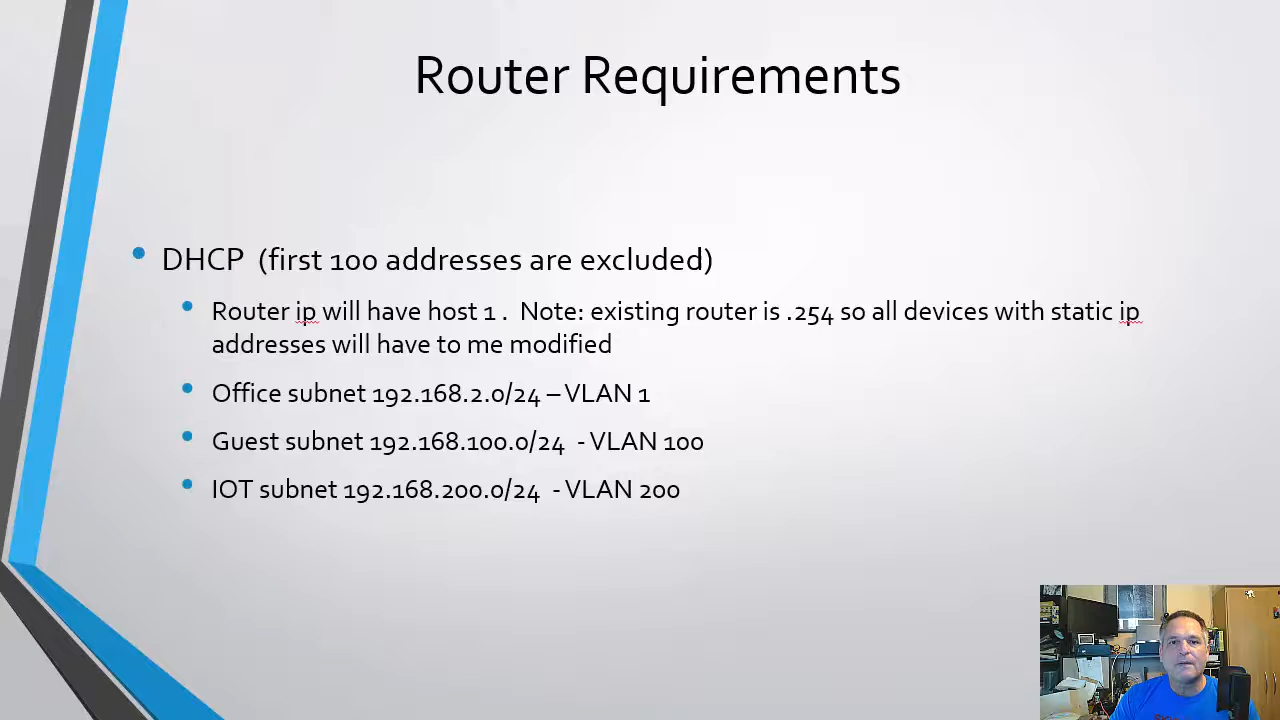 Router Requirements
DHCP  (first 100 addresses are excluded)
Router ip will have host 1 .  Note: existing router is .254 so all devices with static ip
addresses will have to me modified
Office subnet 192.168.2.0/24 – VLAN 1
Guest subnet 192.168.100.0/24  - VLAN 100
IOT subnet 192.168.200.0/24  - VLAN 200